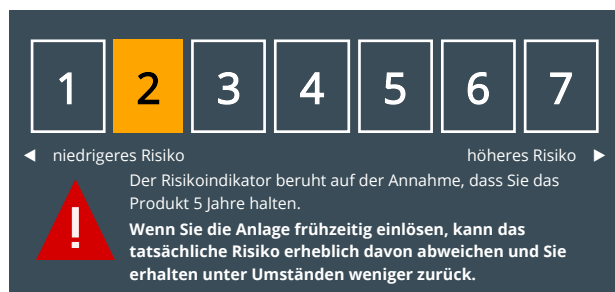 1 2 3 4 5 6 7
niedrigeres Risiko höheres Risiko
Der Risikoindikator beruht auf der Annahme, dass Sie das
Produkt 5 Jahre halten.
Wenn Sie die Anlage frühzeitig einlösen, kann das
tatsächliche Risiko erheblich davon abweichen und Sie
erhalten unter Umständen weniger zurück.